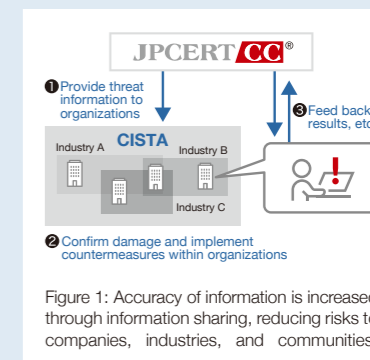 JPCERT CC®
❶Provide threat
information to
organizations
❸Feed back
results, etc
CISTA
Industry A
Industry B
Industry C
❷Confirm damage and implement
countermeasures within organizations
Figure 1: Accuracy of information is increased
through information sharing, reducing risks to
companies, industries, and communities